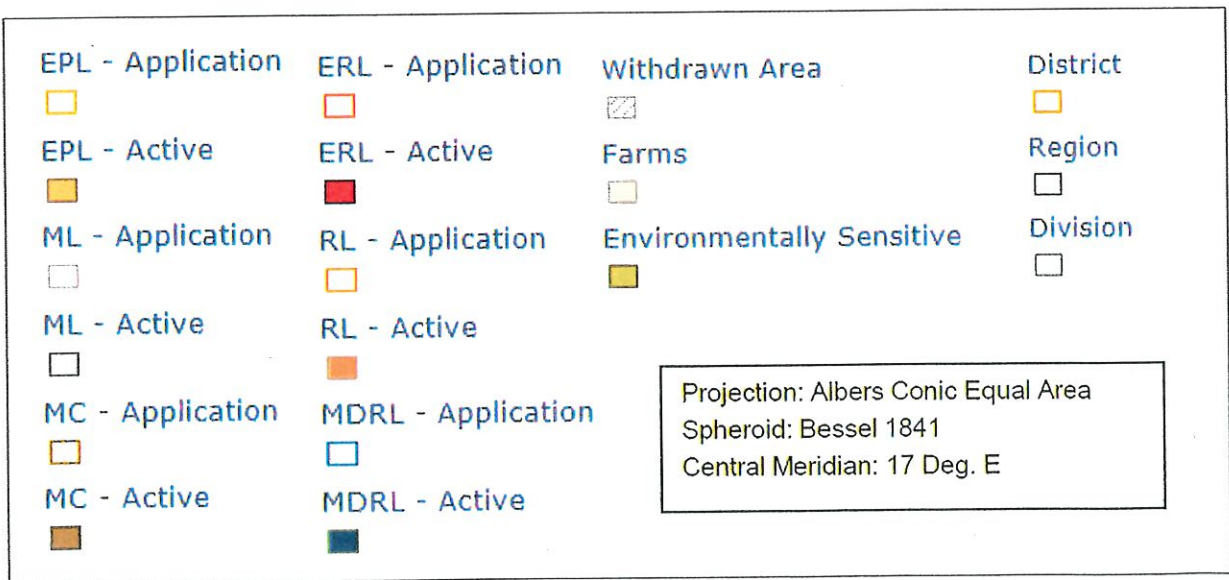 EPL - Application
EPL - Active
ML - Application
ML - Active
MC - Application
MC - Active
ERL - Application
ERL - Active
RL - Application
RL - Active
MDRL - Application
MDRL - Active
Withdrawn Area
Farms
Environmentally Sensitive
District
Region
Division
Projection: Albers Conic Equal Area
Spheroid: Bessel 1841
Central Meridian: 17 Deg. E